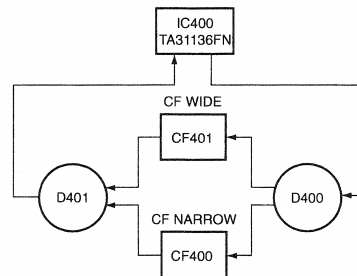 IC400
TA31136FN
CF WIDE
CF401
D401
D400
CF NARROW
CF400